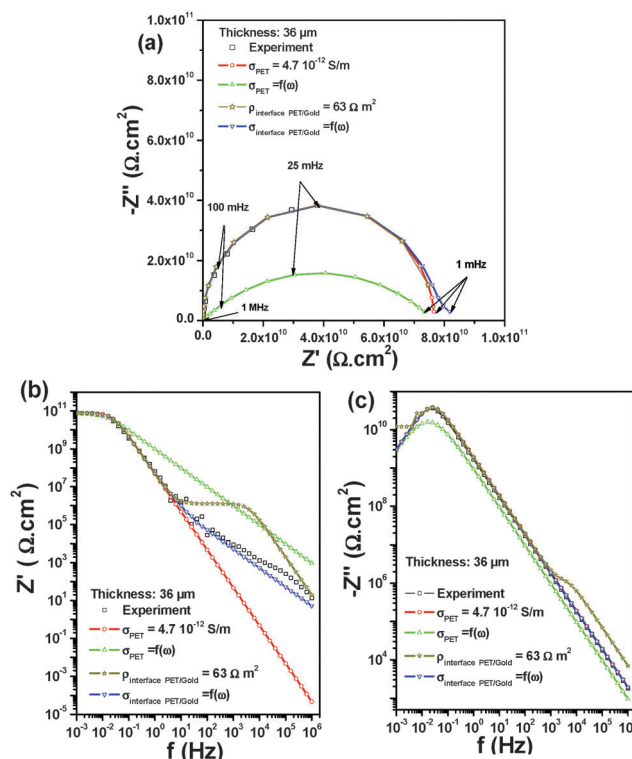 (a)
Thickness: 36 µm
Experiment
σPET = 4.7 10⁻¹² S/m
σPET =f(ω)
ρinterface PET/Gold = 63 Ω m²
σinterface PET/Gold =f(ω)
25 mHz
100 mHz
1 MHz
1 mHz
-Z'' (Ω.cm²)
1.0x10¹¹
8.0x10¹⁰
6.0x10¹⁰
4.0x10¹⁰
2.0x10¹⁰
0.0
0.0 2.0x10¹⁰ 4.0x10¹⁰ 6.0x10¹⁰ 8.0x10¹⁰ 1.0x10¹¹
Z' (Ω.cm²)
(b)
Z' ( Ω.cm²)
10¹¹
10⁹
10⁷
10⁵
10³
10¹
10⁻¹
10⁻³
10⁻⁵
Thickness: 36 µm
Experiment
σPET = 4.7 10⁻¹² S/m
σPET =f(ω)
ρinterface PET/Gold = 63 Ω m²
σinterface PET/Gold =f(ω)
10⁻³ 10⁻² 10⁻¹ 10⁰ 10¹ 10² 10³ 10⁴ 10⁵ 10⁶
f (Hz)
(c)
-Z'' (Ω.cm²)
10¹⁰
10⁸
10⁶
10⁴
Thickness: 36 µm
Experiment
σPET = 4.7 10⁻¹² S/m
σPET =f(ω)
ρinterface PET/Gold = 63 Ω m²
σinterface PET/Gold =f(ω)
10⁻³ 10⁻² 10⁻¹ 10⁰ 10¹ 10² 10³ 10⁴ 10⁵ 10⁶
f (Hz)